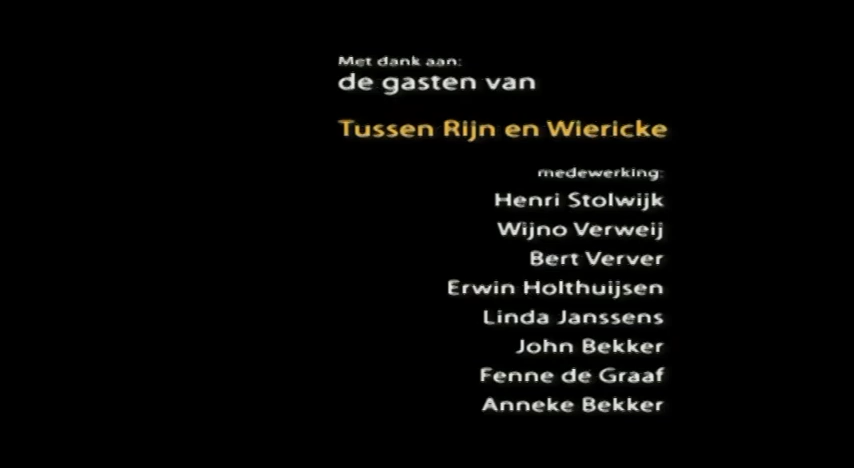 Met dank aan:
de gasten van
Tussen Rijn en Wiericke
medewerking:
Henri Stolwijk
Wijno Verweij
Bert Verver
Erwin Holthuijsen
Linda Janssens
John Bekker
Fenne de Graaf
Anneke Bekker